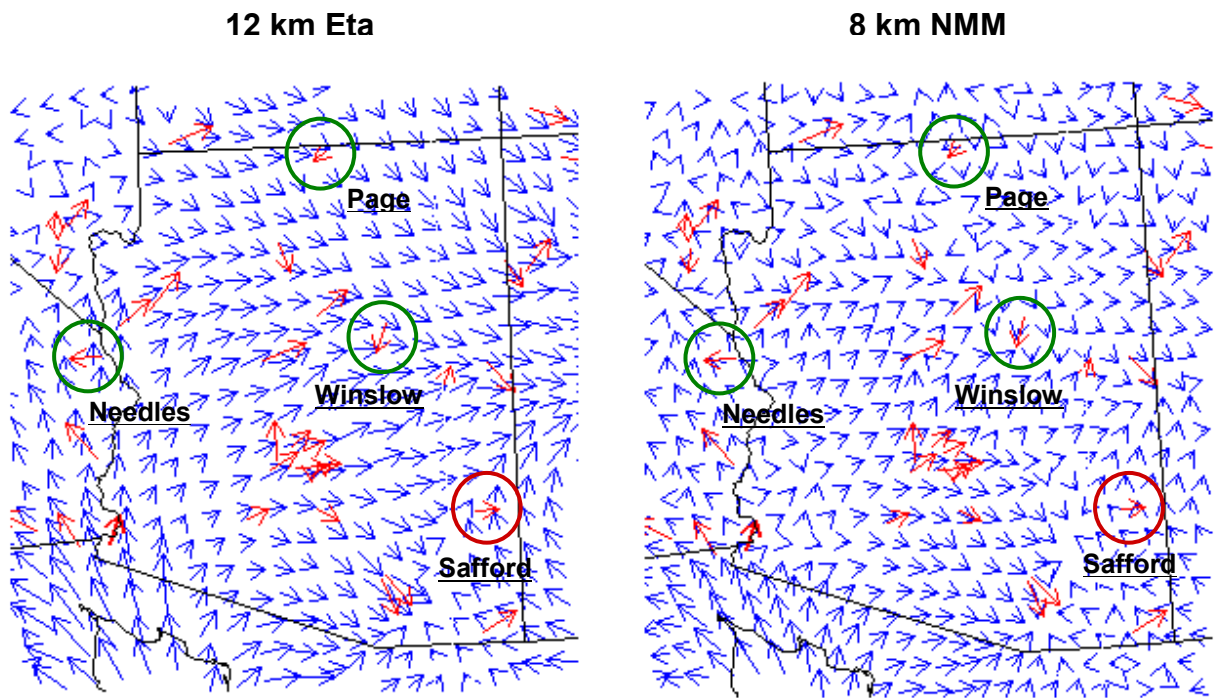 12 km Eta
8 km NMM
Page
Page
Winslow
Winslow
Needles
Needles
Safford
Safford